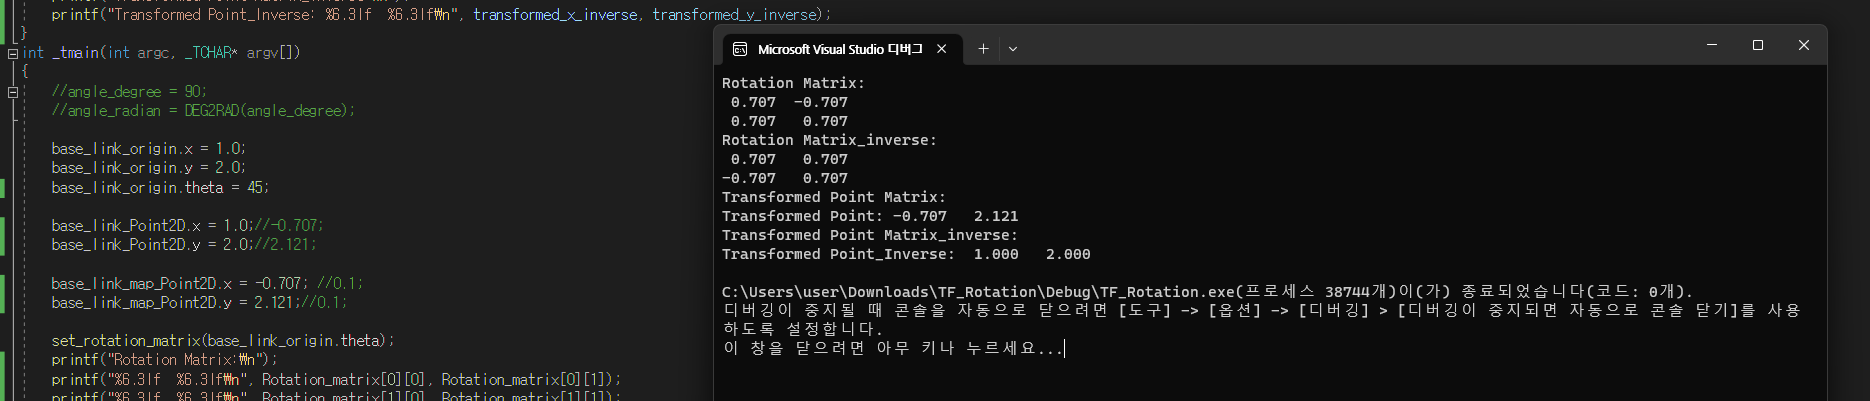 printf("Transformed Point_Inverse: %6.3lf  %6.3lf₩n", transformed_x_inverse, transformed_y_inverse);
}
int _tmain(int argc, _TCHAR* argv[])
{
//angle_degree = 90;
//angle_radian = DEG2RAD(angle_degree);
base_link_origin.x = 1.0;
base_link_origin.y = 2.0;
base_link_origin.theta = 45;
base_link_Point2D.x = 1.0;//-0.707;
base_link_Point2D.y = 2.0;//2.121;
base_link_map_Point2D.x = -0.707; //0.1;
base_link_map_Point2D.y = 2.121;//0.1;
set_rotation_matrix(base_link_origin.theta);
printf("Rotation Matrix:₩n");
printf("%6.3lf  %6.3lf₩n", Rotation_matrix[0][0], Rotation_matrix[0][1]);
printf("%6.3lf  %6.3lf₩n", Rotation_matrix[1][0], Rotation_matrix[1][1]);
Microsoft Visual Studio 디버그
Rotation Matrix:
0.707  -0.707
0.707   0.707
Rotation Matrix_inverse:
0.707   0.707
-0.707   0.707
Transformed Point Matrix:
Transformed Point: -0.707   2.121
Transformed Point Matrix_inverse:
Transformed Point_Inverse:  1.000   2.000
C:\Users\user\Downloads\TF_Rotation\Debug\TF_Rotation.exe(프로세스 38744개)이(가) 종료되었습니다(코드: 0개).
디버깅이 중지될 때 콘솔을 자동으로 닫으려면 [도구] -> [옵션] -> [디버깅] > [디버깅이 중지되면 자동으로 콘솔 닫기]를 사용
하도록 설정합니다.
이 창을 닫으려면 아무 키나 누르세요...